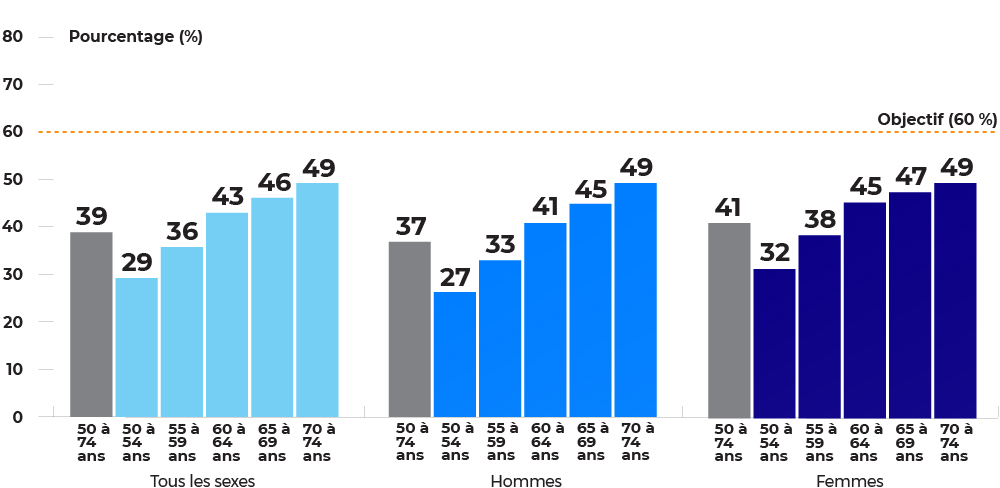 Pourcentage (%)
80
70
60
50
40
30
20
10
0
Objectif (60 %)
39
29
36
43
46
49
37
27
33
41
45
49
41
32
38
45
47
49
50 à 74 ans
50 à 54 ans
55 à 59 ans
60 à 64 ans
65 à 69 ans
70 à 74 ans
50 à 74 ans
50 à 54 ans
55 à 59 ans
60 à 64 ans
65 à 69 ans
70 à 74 ans
50 à 74 ans
50 à 54 ans
55 à 59 ans
60 à 64 ans
65 à 69 ans
70 à 74 ans
Tous les sexes
Hommes
Femmes